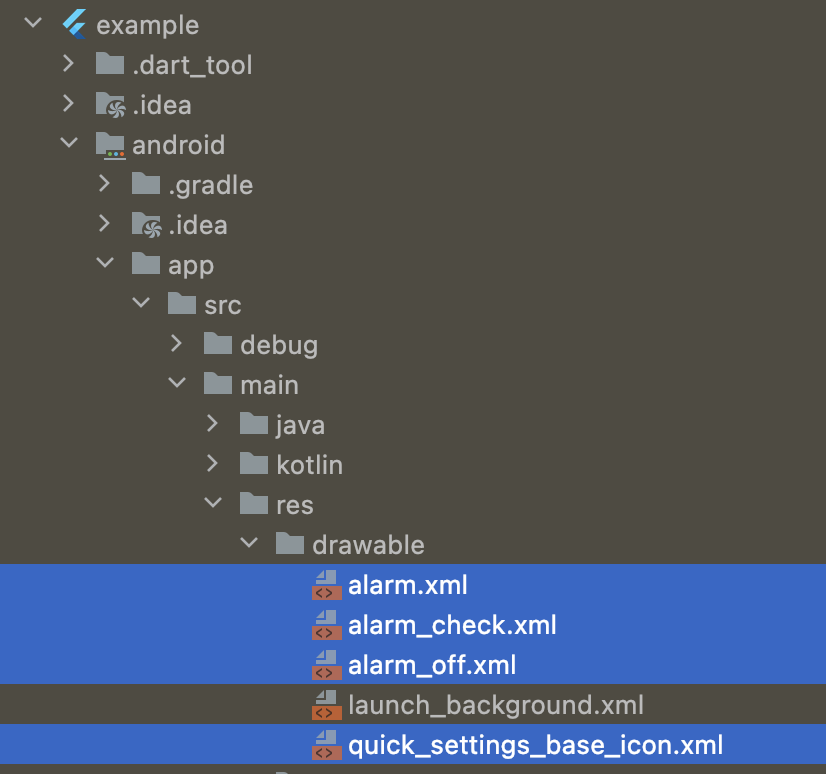 example
.dart_tool
.idea
android
.gradle
.idea
app
src
debug
main
java
kotlin
res
drawable
alarm.xml
alarm_check.xml
alarm_off.xml
launch_background.xml
quick_settings_base_icon.xml